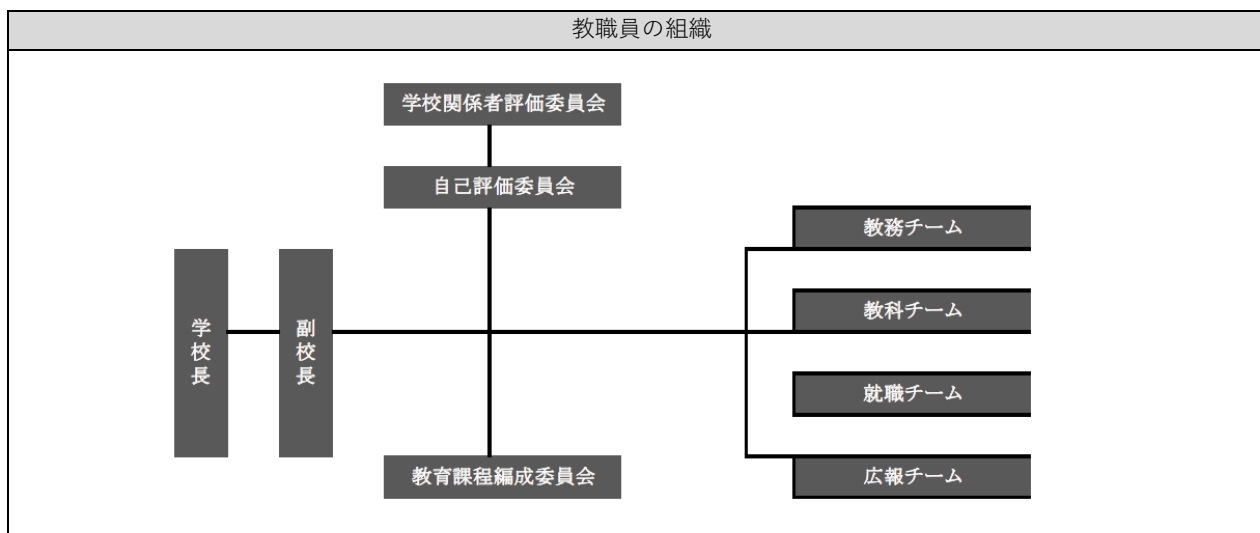 教職員の組織
学校関係者評価委員会
自己評価委員会
学校長
副校長
教育課程編成委員会
教務チーム
教科チーム
就職チーム
広報チーム